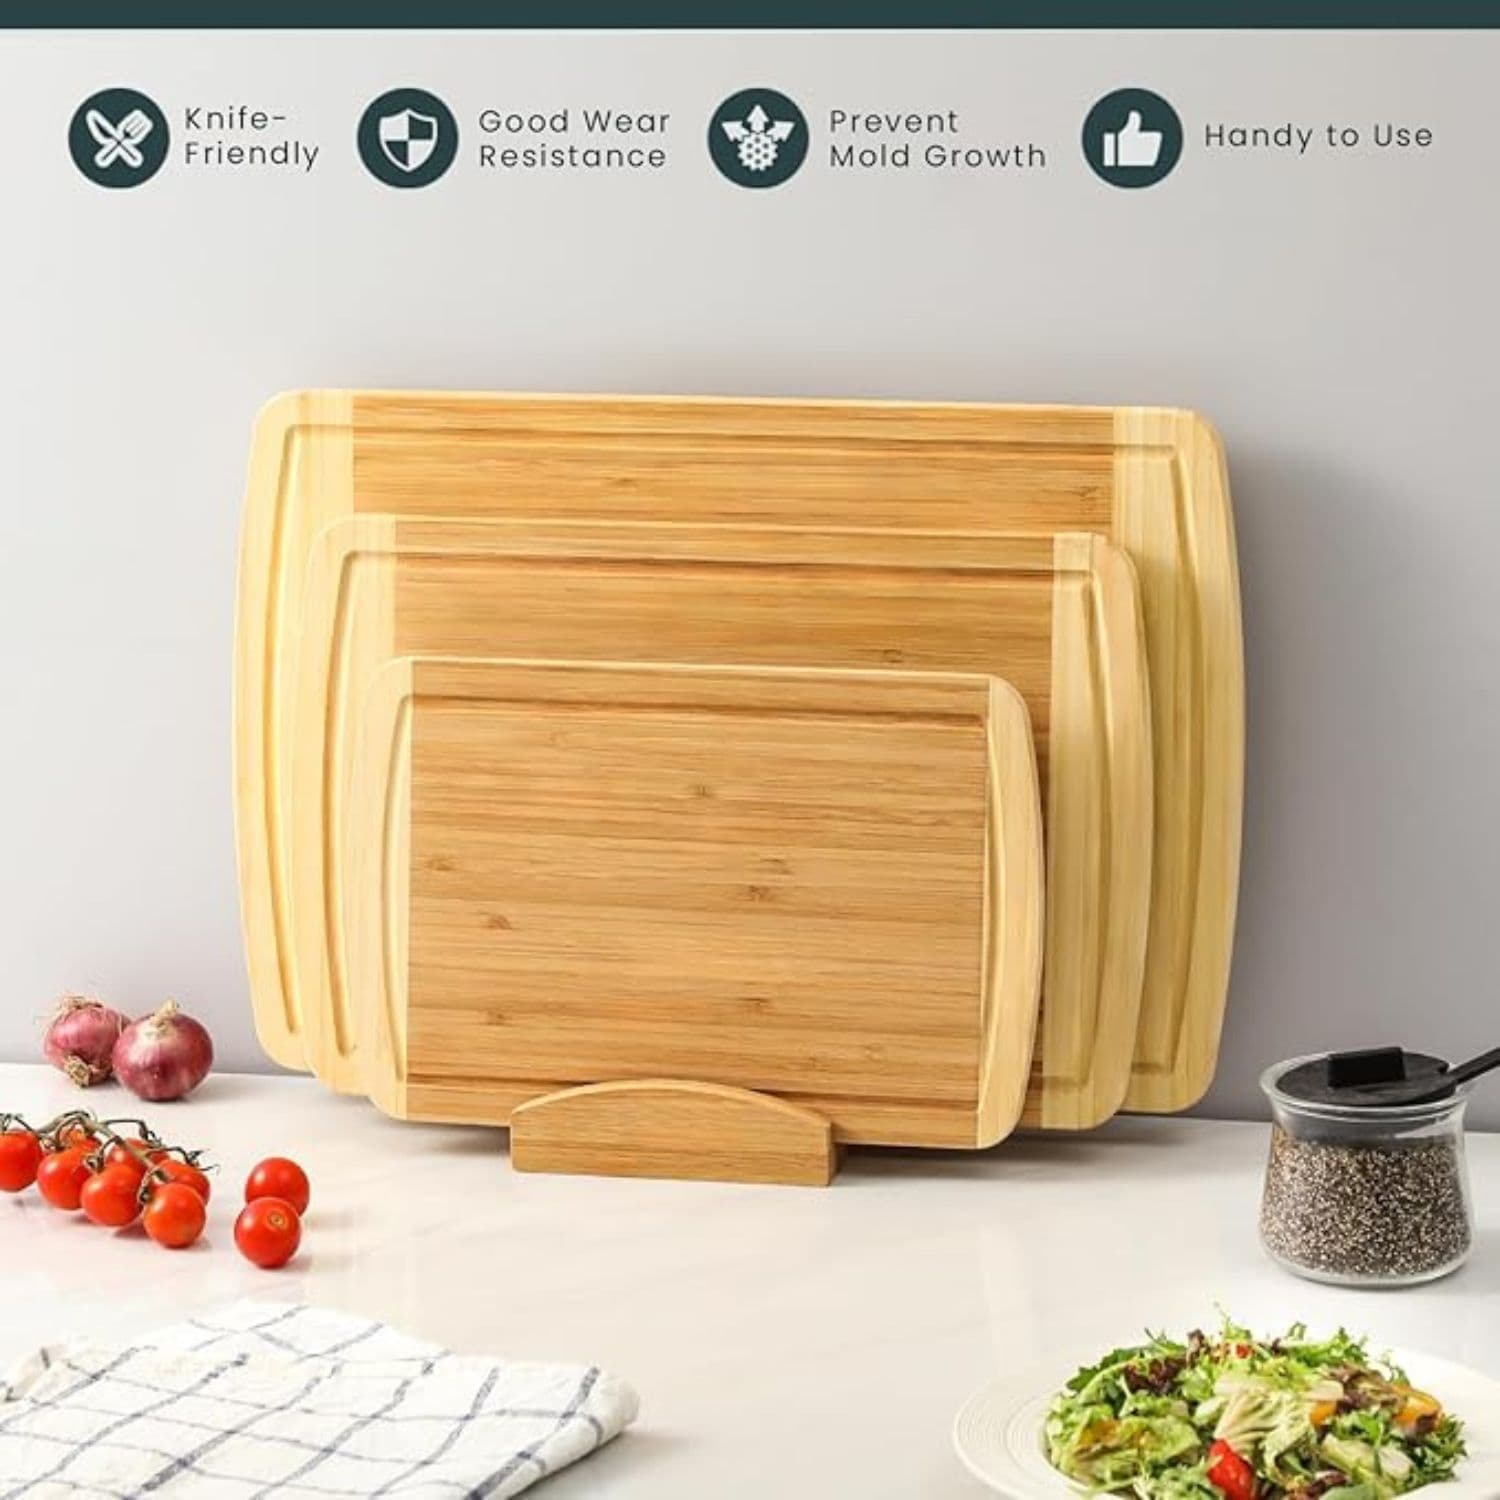 Knife-
Friendly
Good Wear
Resistance
Prevent
Mold Growth
Handy to Use